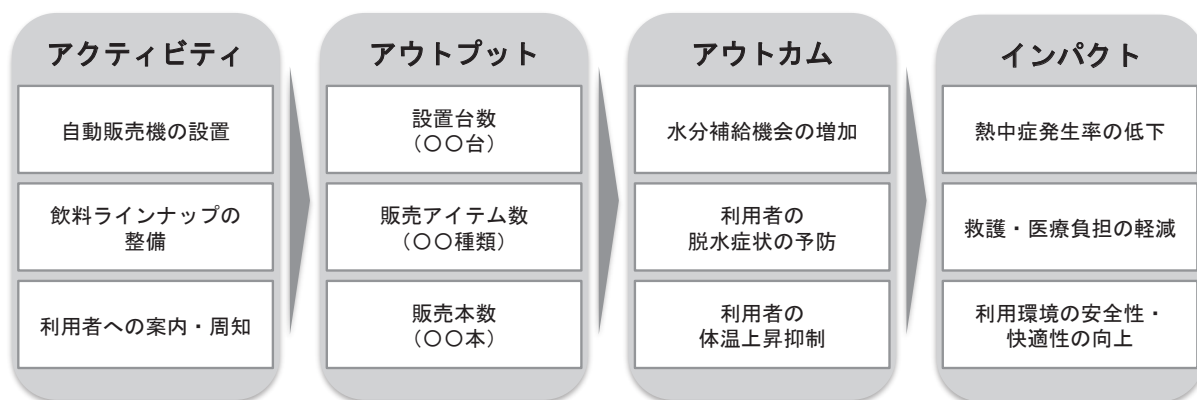 アクティビティ
自動販売機の設置
飲料ラインナップの
整備
利用者への案内・周知
アウトプット
設置台数
（〇〇台）
販売アイテム数
（〇〇種類）
販売本数
（〇〇本）
アウトカム
水分補給機会の増加
利用者の
脱水症状の予防
利用者の
体温上昇抑制
インパクト
熱中症発生率の低下
救護・医療負担の軽減
利用環境の安全性・
快適性の向上